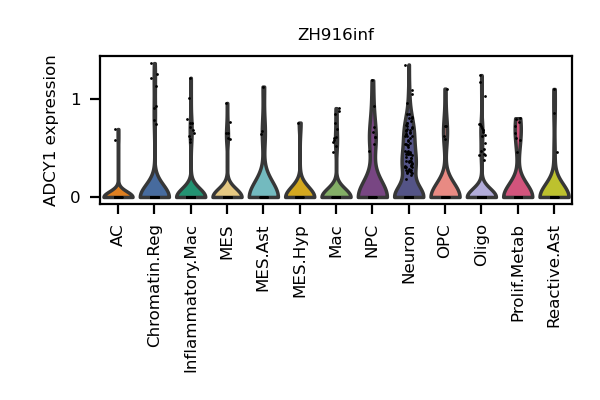 ZH916inf
ADCY1 expression
1
0
AC
Chromatin.Reg
Inflammatory.Mac
MES
MES.Ast
MES.Hyp
Mac
NPC
Neuron
OPC
Oligo
Prolif.Metab
Reactive.Ast